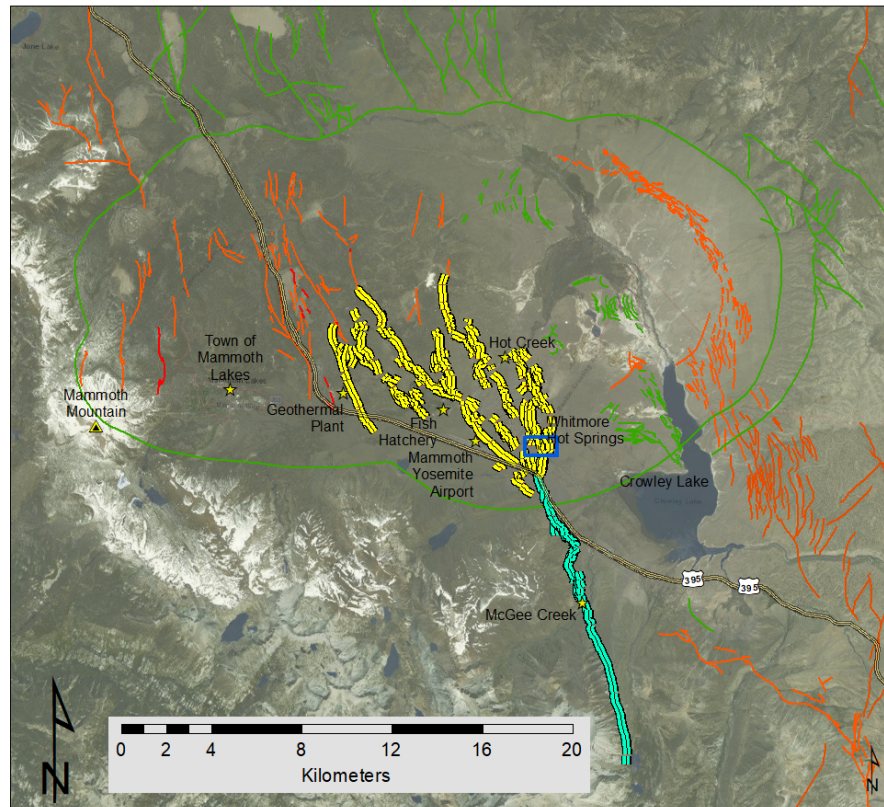 June Lake
Town of
Mammoth
Lakes
Hot Creek
Mammoth
Mountain
Geothermal
Plant
Fish
Hatchery
Whitmore
Hot Springs
Mammoth
Yosemite
Airport
Crowley Lake
395
395
McGee Creek
0 2 4 8 12 16 20
Kilometers
N
N